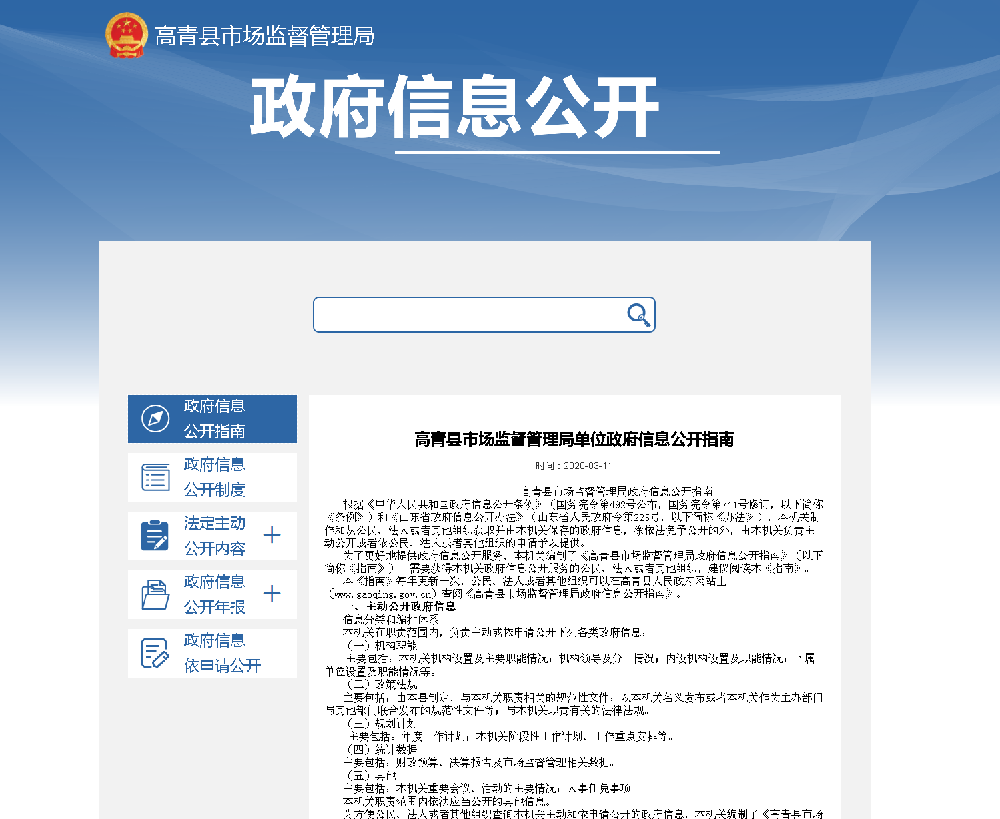 高青县市场监督管理局
政府信息公开
政府信息
公开指南
政府信息
公开制度
法定主动
公开内容
政府信息
公开年报
政府信息
依申请公开
高青县市场监督管理局单位政府信息公开指南
时间：2020-03-11
高青县市场监督管理局政府信息公开指南
根据《中华人民共和国政府信息公开条例》（国务院令第492号公布，国务院令第711号修订，以下简称
《条例》）和《山东省政府信息公开办法》（山东省人民政府令第225号，以下简称《办法》），本机关制
作和从公民、法人或者其他组织获取并由本机关保存的政府信息，除依法免予公开的外，由本机关负责主
动公开或者依公民、法人或者其他组织的申请予以提供。
为了更好地提供政府信息公开服务，本机关编制了《高青县市场监督管理局政府信息公开指南》（以下
简称《指南》）。需要获得本机关政府信息公开服务的公民、法人或者其他组织，建议阅读本《指南》。
本《指南》每年更新一次，公民、法人或者其他组织可以在高青县人民政府网站上
（www.gaoqing.gov.cn）查阅《高青县市场监督管理局政府信息公开指南》。
一、主动公开政府信息
信息分类和编排体系
本机关在职责范围内，负责主动或依申请公开下列各类政府信息：
（一）机构职能
主要包括：本机关机构设置及主要职能情况；机构领导及分工情况；内设机构设置及职能情况；下属
单位设置及职能情况等。
（二）政策法规
主要包括：由本县制定、与本机关职责相关的规范性文件；以本机关名义发布或者本机关作为主办部门
与其他部门联合发布的规范性文件等；与本机关职责有关的法律法规。
（三）规划计划
主要包括：年度工作计划；本机关阶段性工作计划、工作重点安排等。
（四）统计数据
主要包括：财政预算、决算报告及市场监督管理相关数据。
（五）其他
主要包括：本机关重要会议、活动的主要情况；人事任免事项
本机关职责范围内依法应当公开的其他信息。
为方便公民、法人或者其他组织查询本机关主动和依申请公开的政府信息，本机关编制了《高青县市场